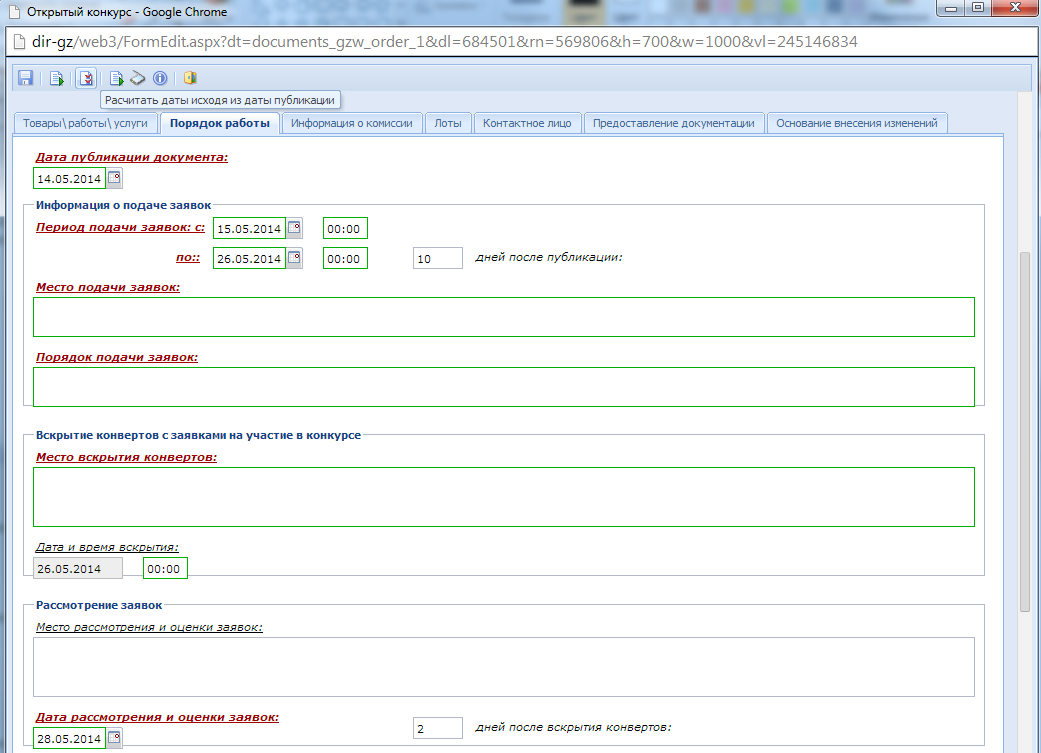 Открытый конкурс - Google Chrome
dir-gz/web3/FormEdit.aspx?dt=documents_gzw_order_1&dl=684501&rn=569806&h=700&w=1000&vl=245146834
Расчитать даты исходя из даты публикации
Товары\работы\услуги Порядок работы Информация о комиссии Лоты Контактное лицо Предоставление документации Основание внесения изменений
Дата публикации документа:
14.05.2014
Информация о подаче заявок
Период подачи заявок: с: 15.05.2014 00:00
по:: 26.05.2014 00:00 10 дней после публикации:
Место подачи заявок:
Порядок подачи заявок:
Вскрытие конвертов с заявками на участие в конкурсе
Место вскрытия конвертов:
Дата и время вскрытия:
26.05.2014 00:00
Рассмотрение заявок
Место рассмотрения и оценки заявок:
Дата рассмотрения и оценки заявок:
28.05.2014 2 дней после вскрытия конвертов: